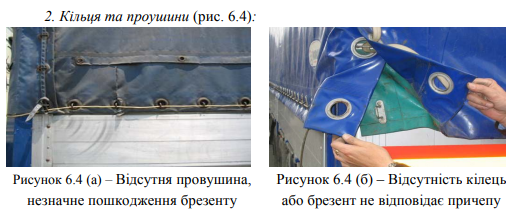 2. Кільця та проушини (рис. 6.4):
Рисунок 6.4 (а) – Відсутня провушина,
незначне пошкодження брезенту
Рисунок 6.4 (б) – Відсутність кілець
або брезент не відповідає причепу